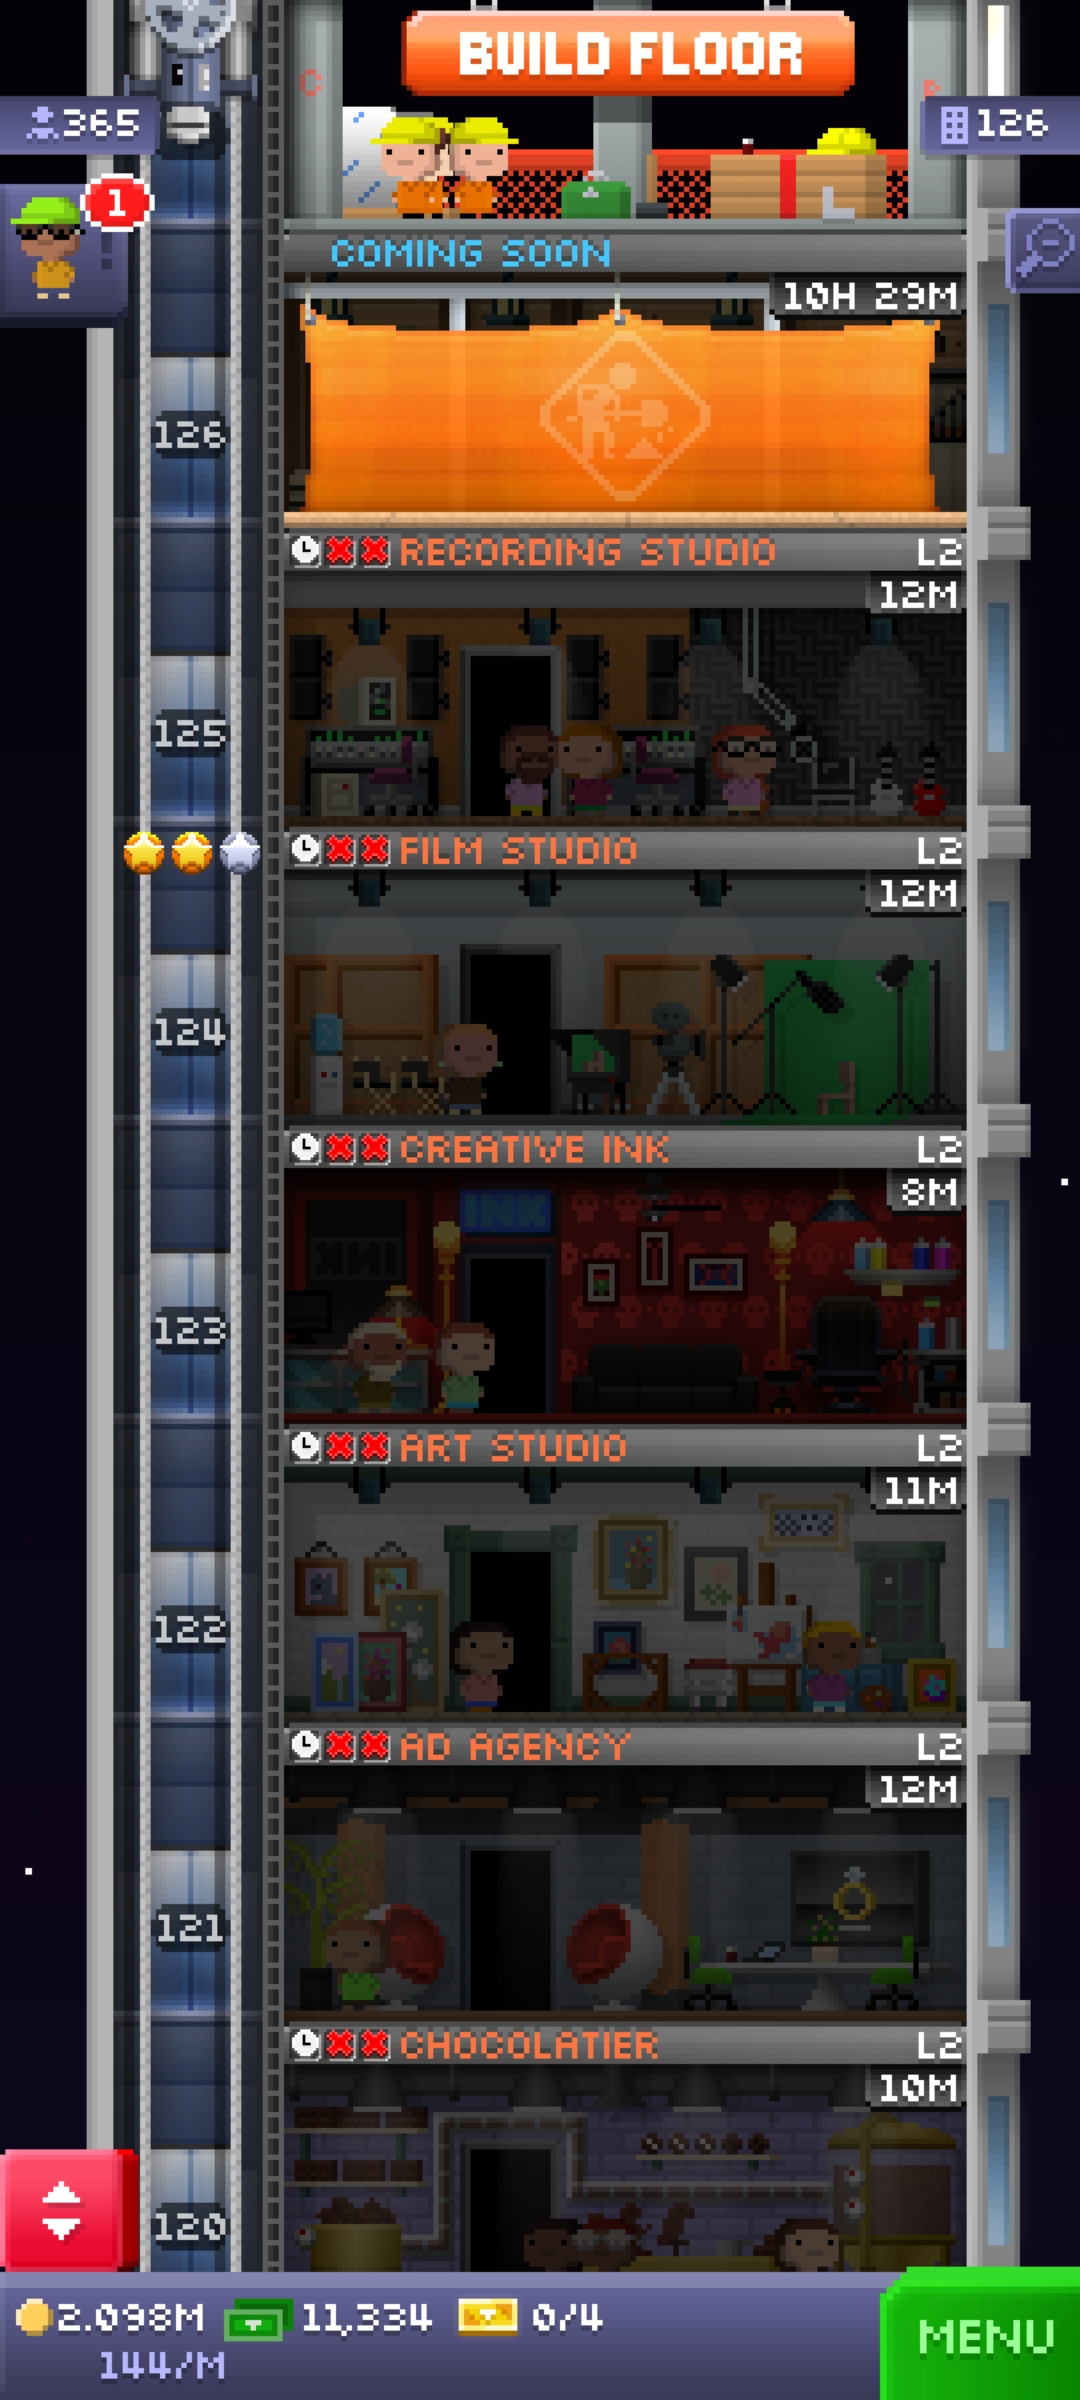 BUILD FLOOR
365
126
1
COMING SOON
10H 29M
126
RECORDING STUDIO L2
12M
125
FILM STUDIO L2
12M
124
CREATIVE INK L2
8M
INK
INK
123
ART STUDIO L2
11M
122
AD AGENCY L2
12M
121
CHOCOLATIER L2
10M
120
2.098M 11,334 0/4
144/M
MENU